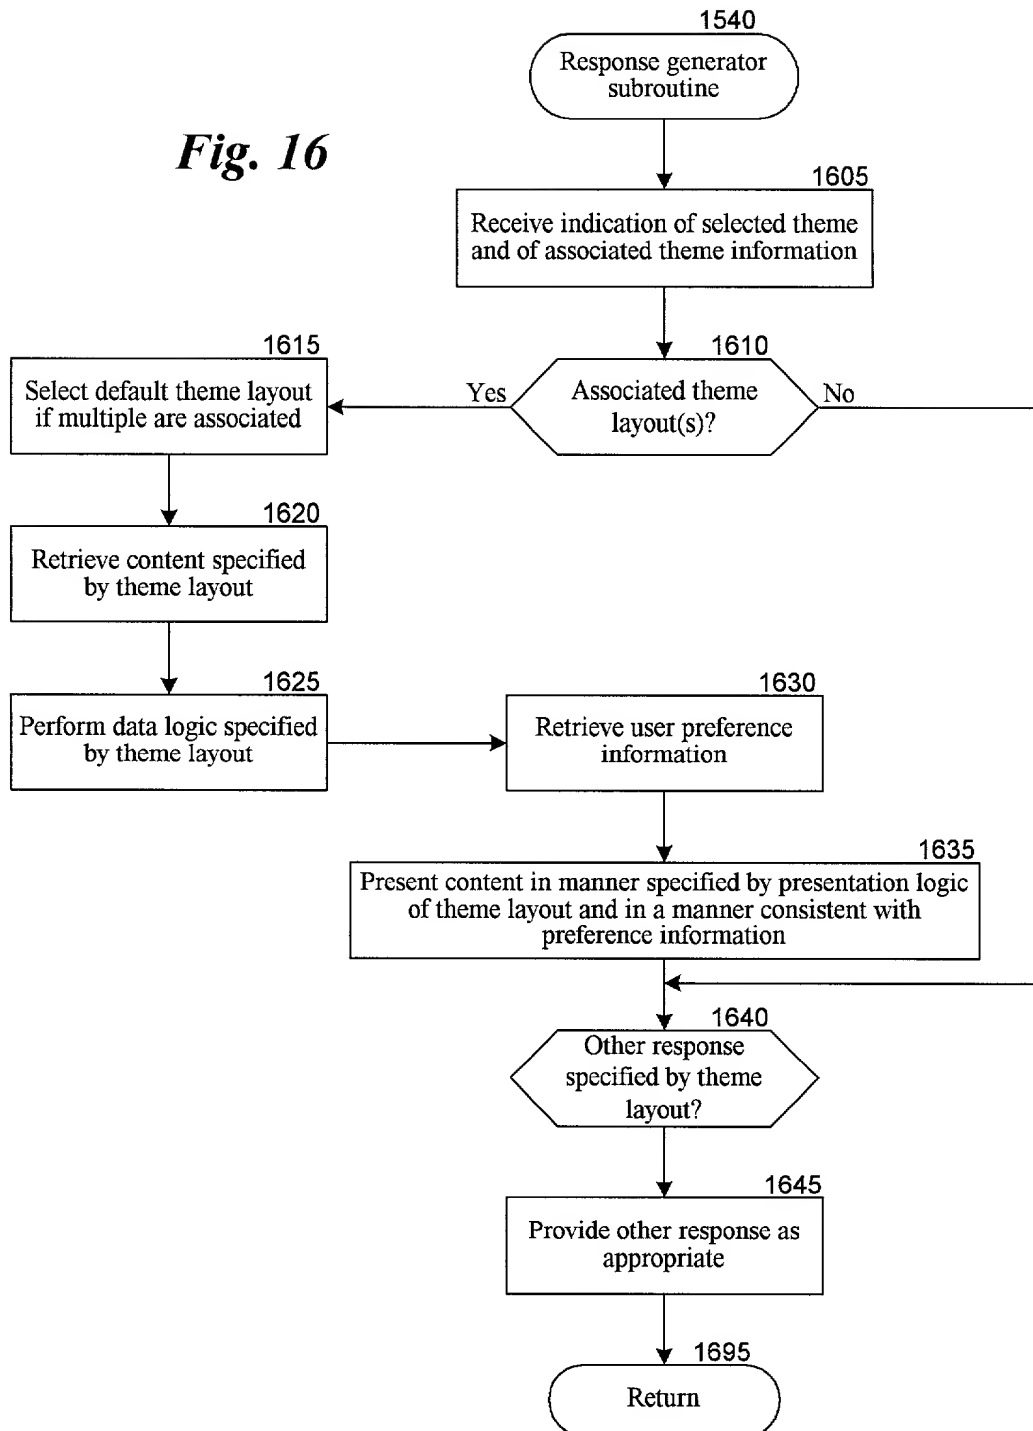 1540
Response generator
subroutine
Fig. 16
1605
Receive indication of selected theme
and of associated theme information
1610
Associated theme
layout(s)?
Yes
No
1615
Select default theme layout
if multiple are associated
1620
Retrieve content specified
by theme layout
1625
Perform data logic specified
by theme layout
1630
Retrieve user preference
information
1635
Present content in manner specified by presentation logic
of theme layout and in a manner consistent with
preference information
1640
Other response
specified by theme
layout?
1645
Provide other response as
appropriate
1695
Return